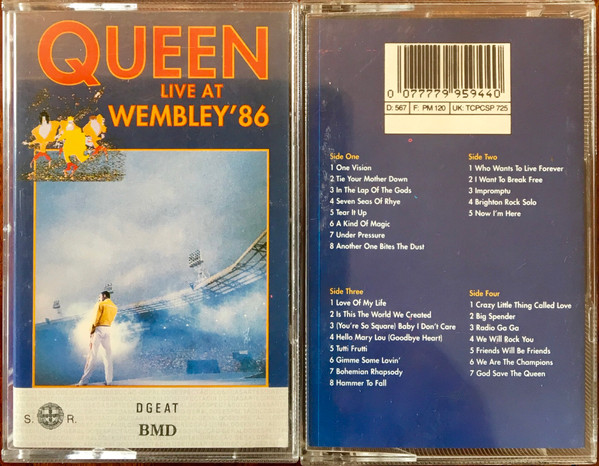 QUEEN
LIVE AT
WEMBLEY'86
S. R.
DGEAT
BMD
0 077779 959440
D: 567 F: PM 120 UK: TCPCSP 725
Side One
1 One Vision
2 Tie Your Mother Down
3 In The Lap Of The Gods
4 Seven Seas Of Rhye
5 Tear It Up
6 A Kind Of Magic
7 Under Pressure
8 Another One Bites The Dust
Side Two
1 Who Wants To Live Forever
2 I Want To Break Free
3 Impromptu
4 Brighton Rock Solo
5 Now I'm Here
Side Three
1 Love Of My Life
2 Is This The World We Created
3 (You're So Square) Baby I Don't Care
4 Hello Mary Lou (Goodbye Heart)
5 Tutti Frutti
6 Gimme Some Lovin'
7 Bohemian Rhapsody
8 Hammer To Fall
Side Four
1 Crazy Little Thing Called Love
2 Big Spender
3 Radio Ga Ga
4 We Will Rock You
5 Friends Will Be Friends
6 We Are The Champions
7 God Save The Queen